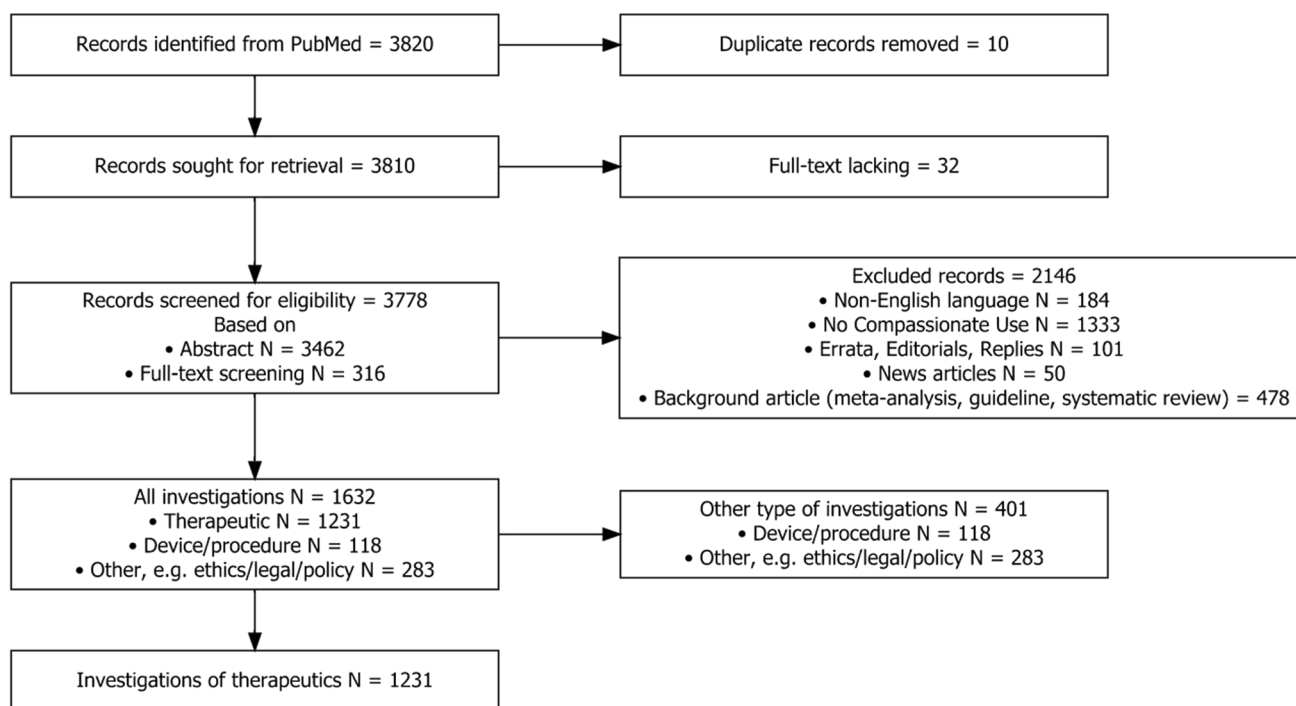 Records identified from PubMed = 3820
Duplicate records removed = 10
Records sought for retrieval = 3810
Full-text lacking = 32
Records screened for eligibility = 3778
Based on
• Abstract N = 3462
• Full-text screening N = 316
Excluded records = 2146
• Non-English language N = 184
• No Compassionate Use N = 1333
• Errata, Editorials, Replies N = 101
• News articles N = 50
• Background article (meta-analysis, guideline, systematic review) = 478
All investigations N = 1632
• Therapeutic N = 1231
• Device/procedure N = 118
• Other, e.g. ethics/legal/policy N = 283
Other type of investigations N = 401
• Device/procedure N = 118
• Other, e.g. ethics/legal/policy N = 283
Investigations of therapeutics N = 1231